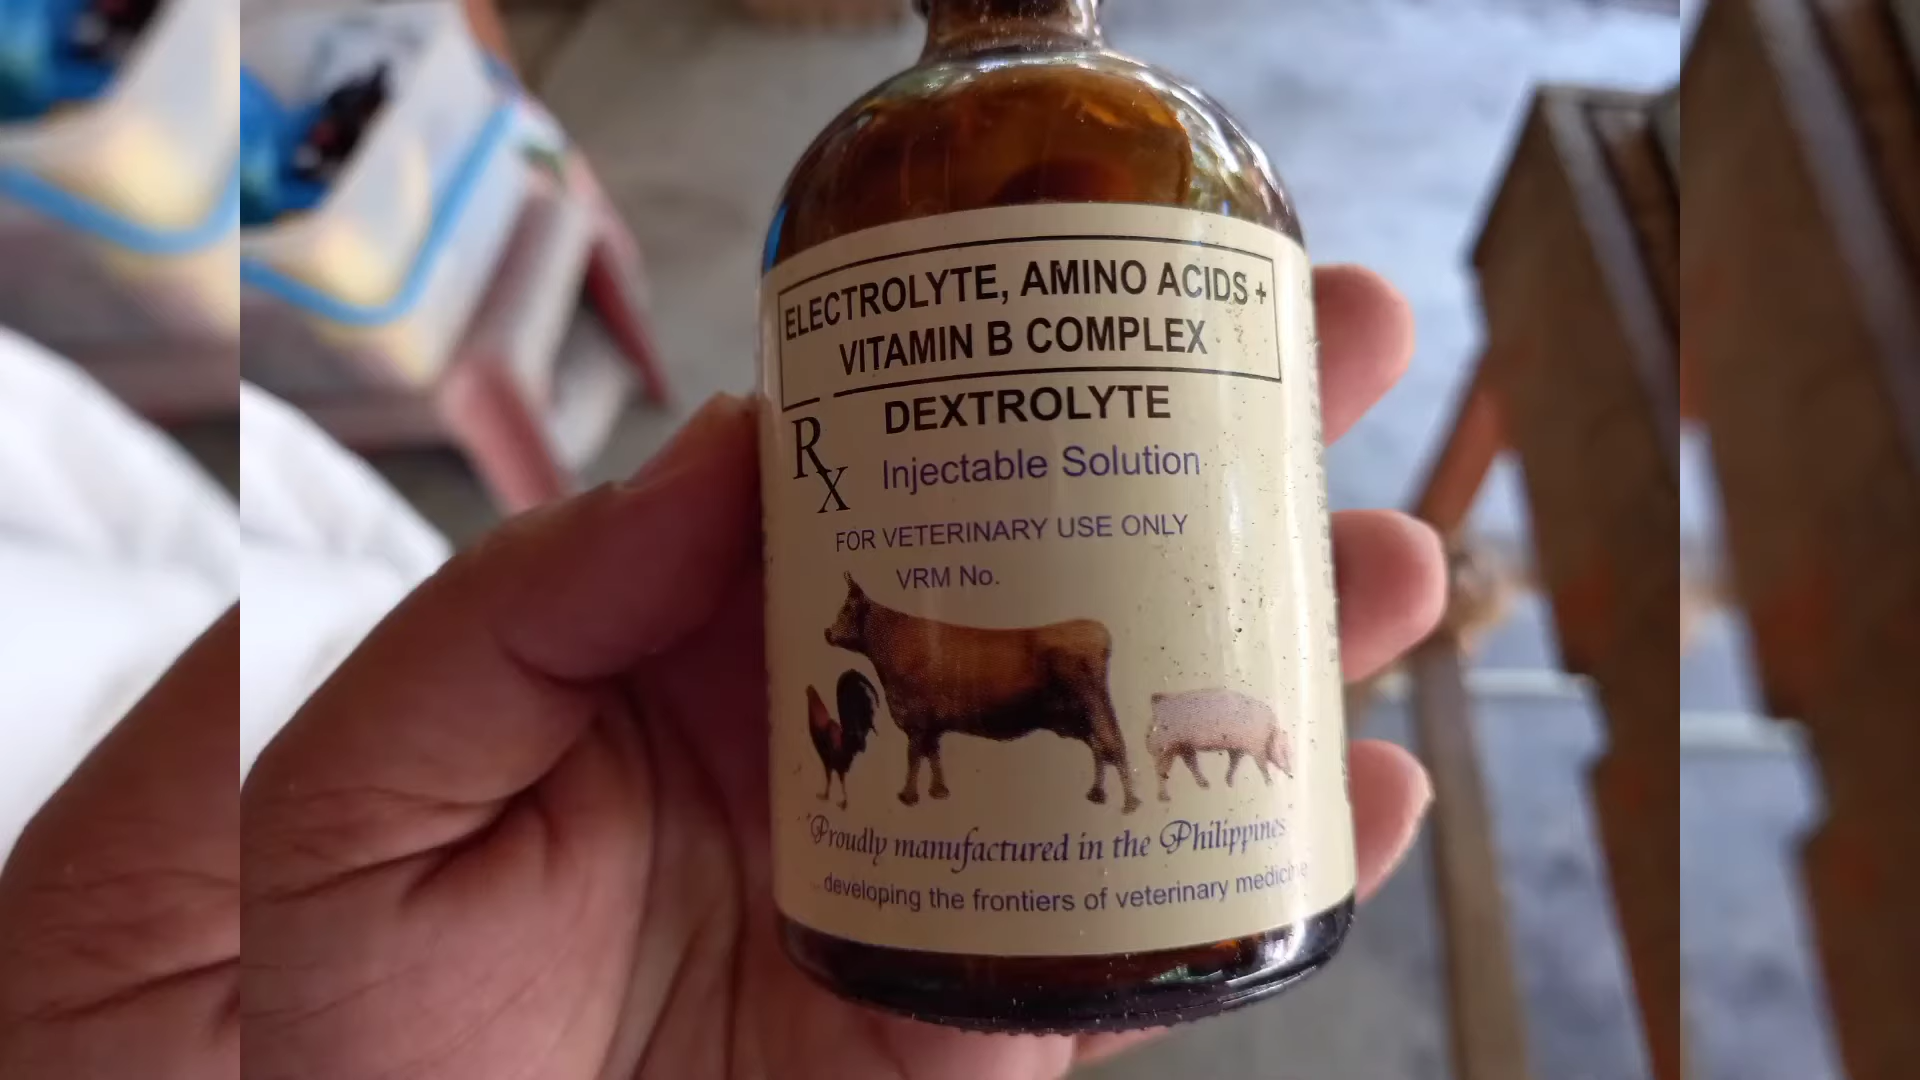 ELECTROLYTE, AMINO ACIDS +
VITAMIN B COMPLEX
Rx
DEXTROLYTE
Injectable Solution
FOR VETERINARY USE ONLY
VRM No.
"Proudly manufactured in the Philippines"
...developing the frontiers of veterinary medicine